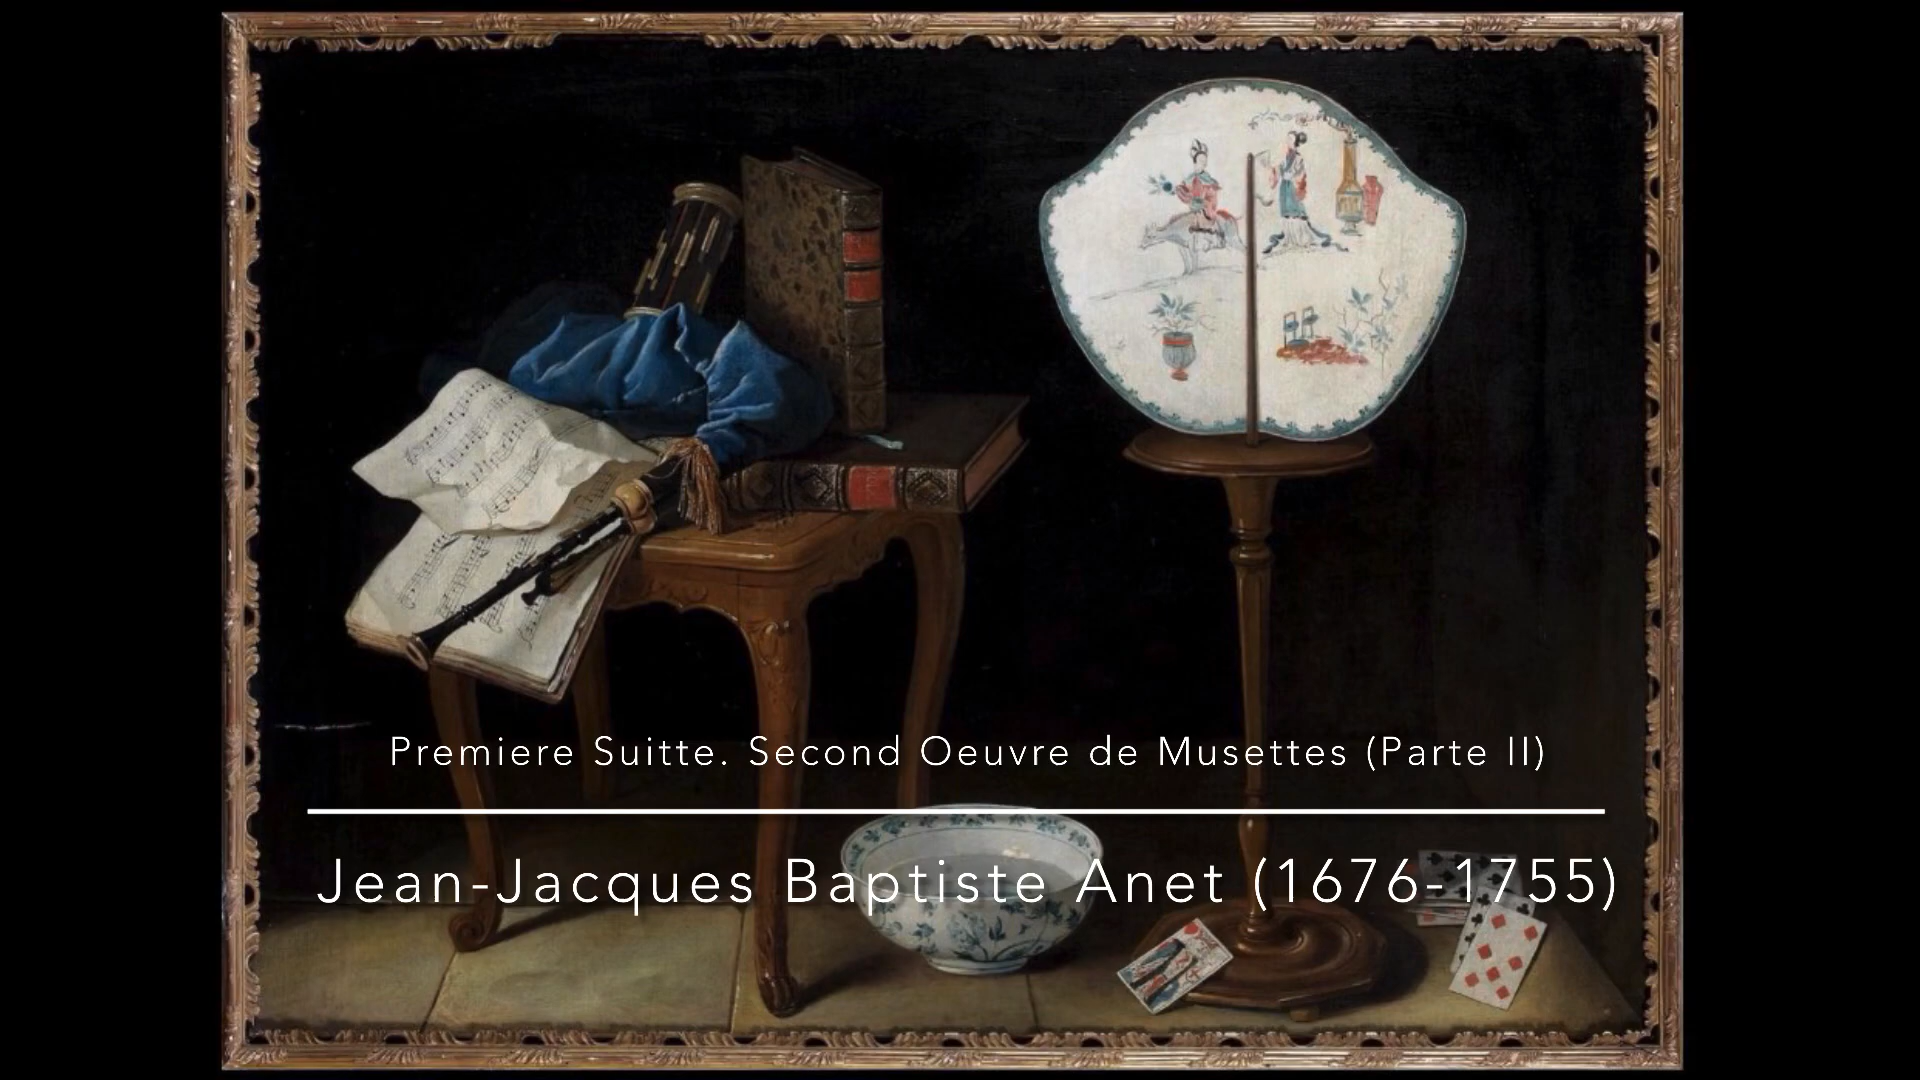 Premiere Suitte. Second Oeuvre de Musettes (Parte II)
Jean-Jacques Baptiste Anet (1676-1755)